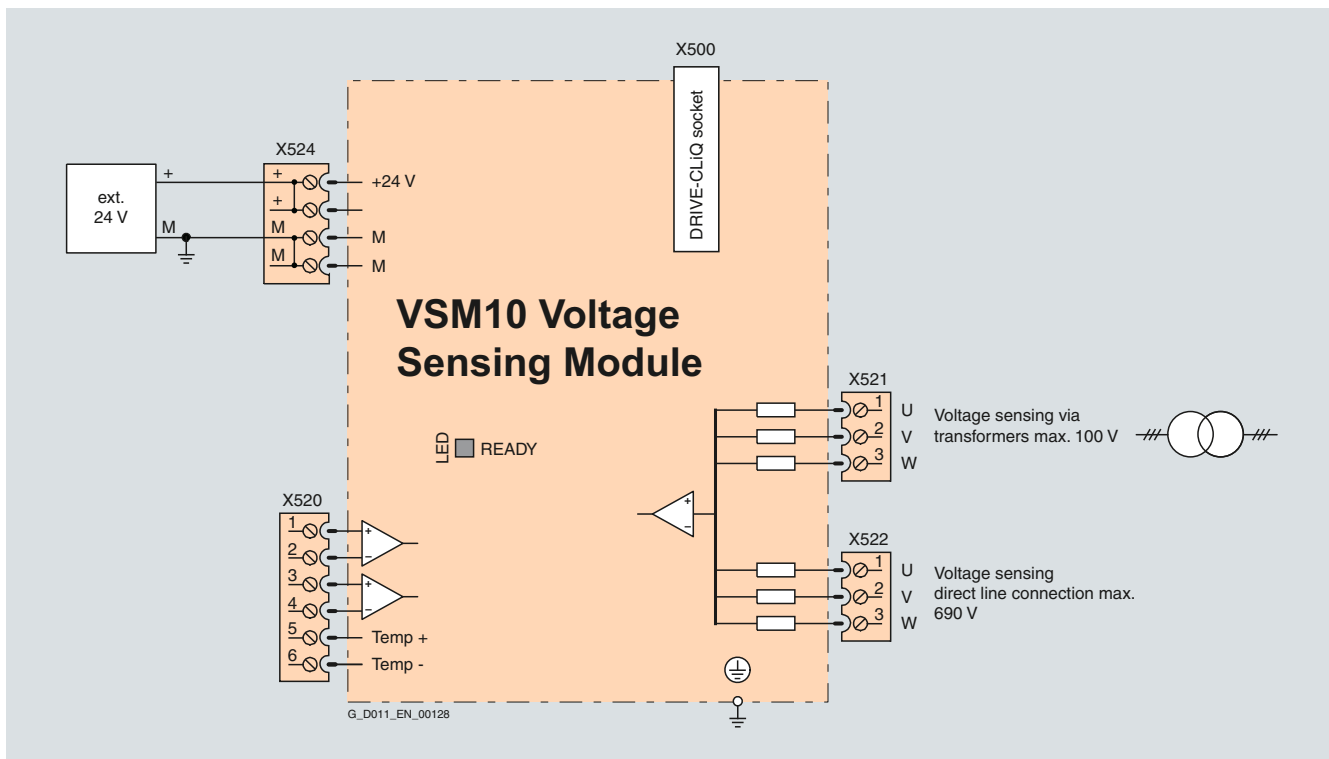 X500
DRIVE-CLiQ socket
X524
ext.
24 V
+
M
+
+
M
M
+24 V
M
M
VSM10 Voltage
Sensing Module
LED
READY
X520
1
2
3
4
5
6
+
−
+
−
Temp +
Temp -
+
−
X521
1
2
3
U
V
W
Voltage sensing via
transformers max. 100 V
X522
1
2
3
U
V
W
Voltage sensing
direct line connection max.
690 V
G_D011_EN_00128